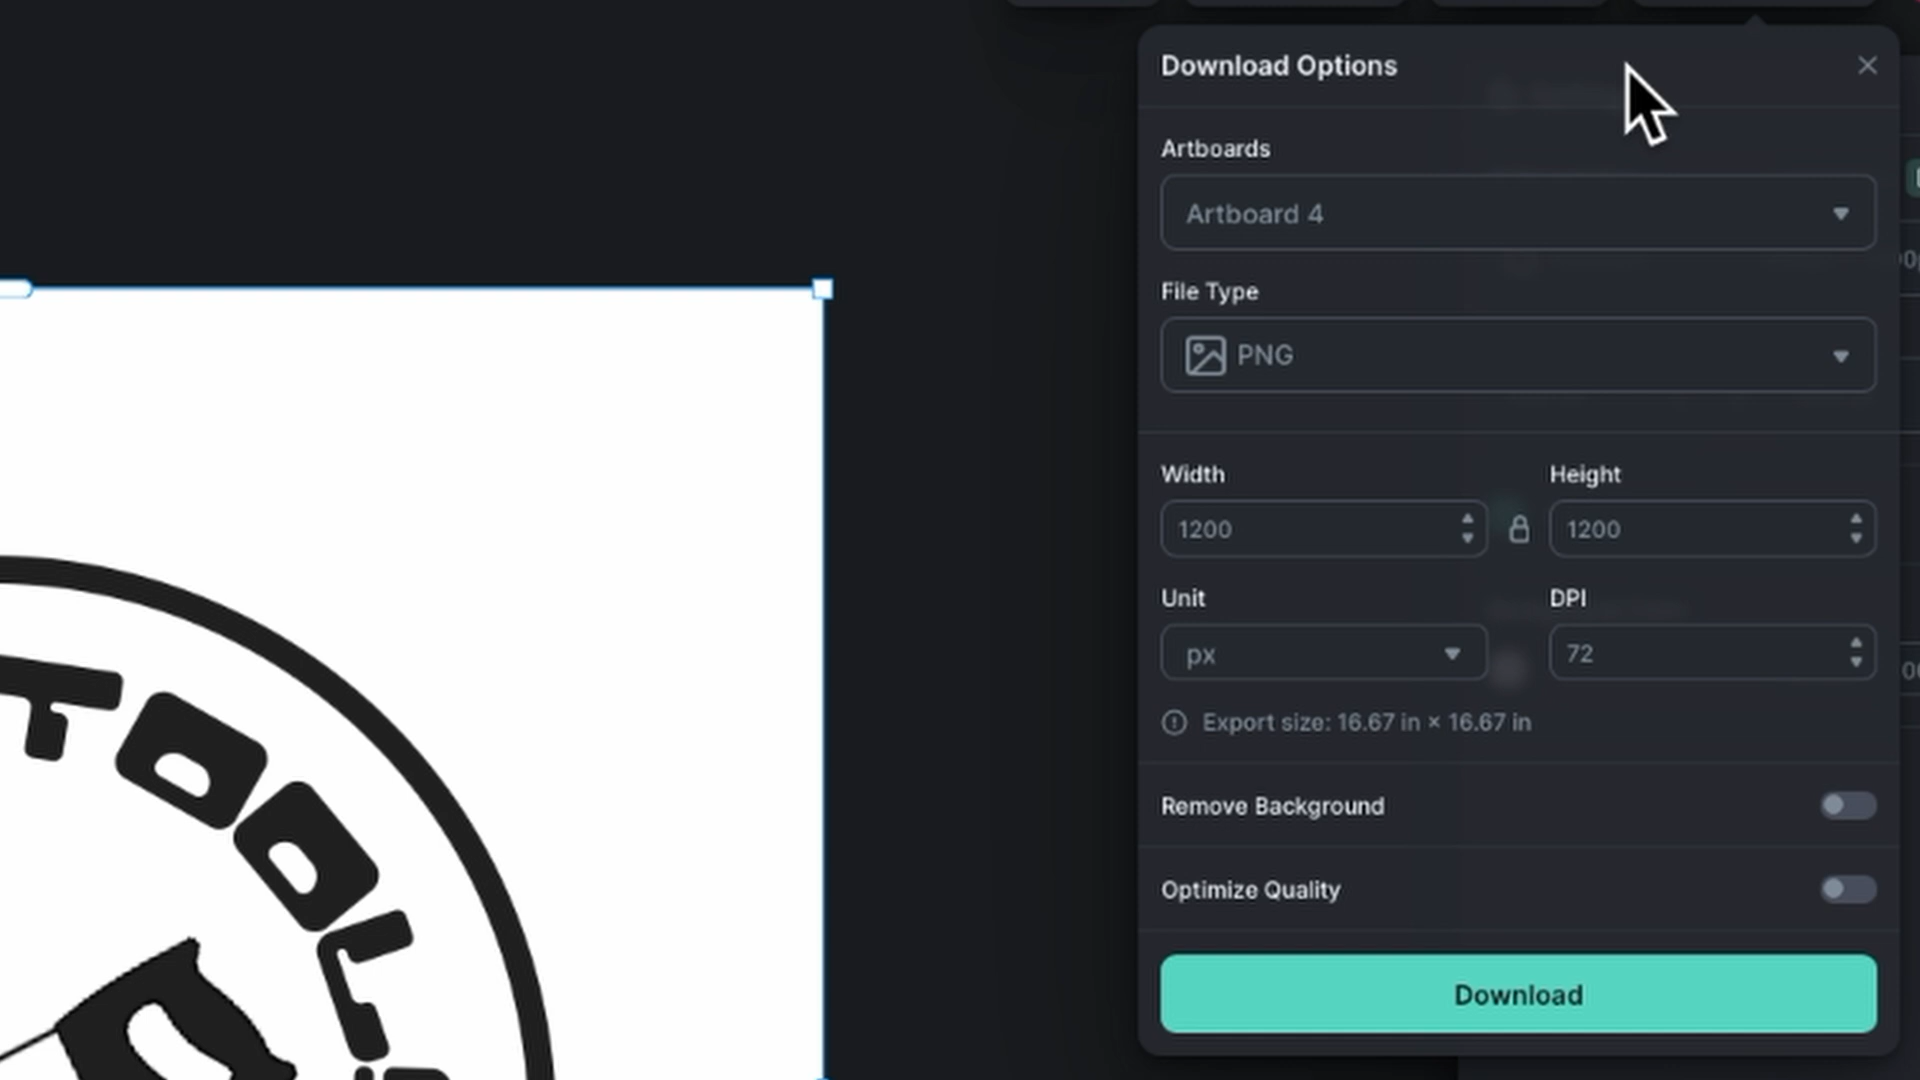 Download Options
Artboards
Artboard 4
File Type
PNG
Width
Height
1200
1200
Unit
DPI
px
72
Export size: 16.67 in × 16.67 in
Remove Background
Optimize Quality
Download
TOOLS